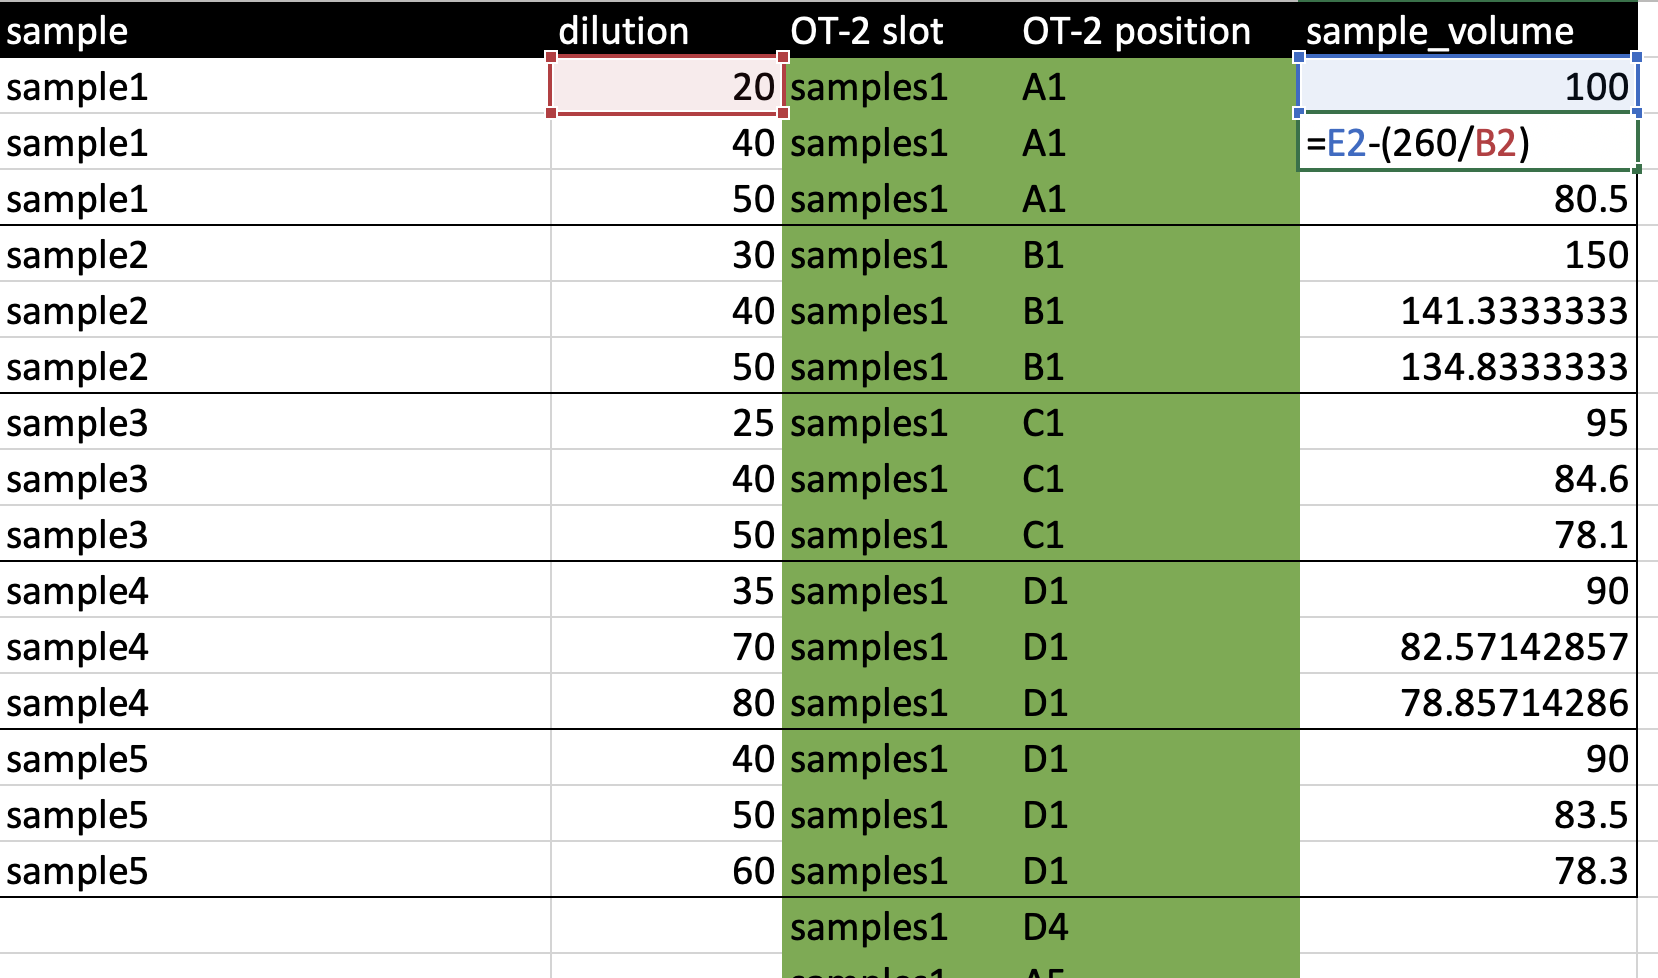 sample dilution OT-2 slot OT-2 position sample_volume
sample1 20 samples1 A1 100
sample1 40 samples1 A1 =E2-(260/B2)
sample1 50 samples1 A1 80.5
sample2 30 samples1 B1 150
sample2 40 samples1 B1 141.3333333
sample2 50 samples1 B1 134.8333333
sample3 25 samples1 C1 95
sample3 40 samples1 C1 84.6
sample3 50 samples1 C1 78.1
sample4 35 samples1 D1 90
sample4 70 samples1 D1 82.57142857
sample4 80 samples1 D1 78.85714286
sample5 40 samples1 D1 90
sample5 50 samples1 D1 83.5
sample5 60 samples1 D1 78.3
samples1 D4